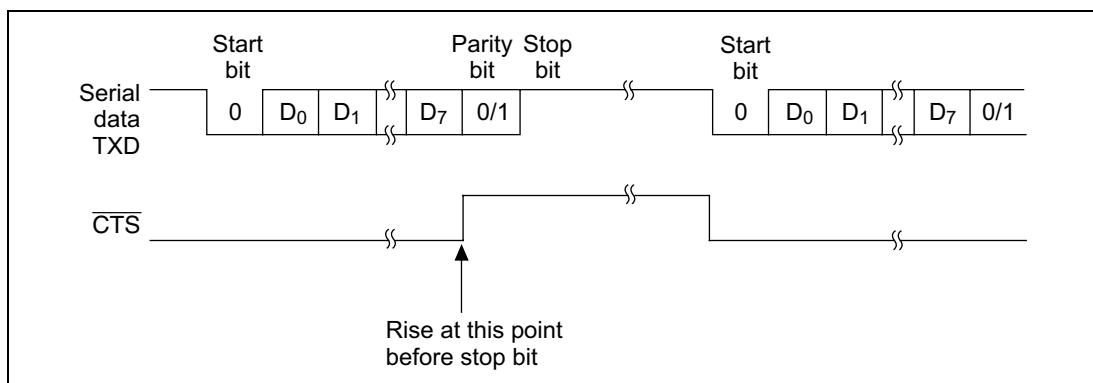 Start bit
Parity bit
Stop bit
Start bit
Serial data TXD
0 D0 D1 D7 0/1 0 D0 D1 D7 0/1
CTS
Rise at this point
before stop bit